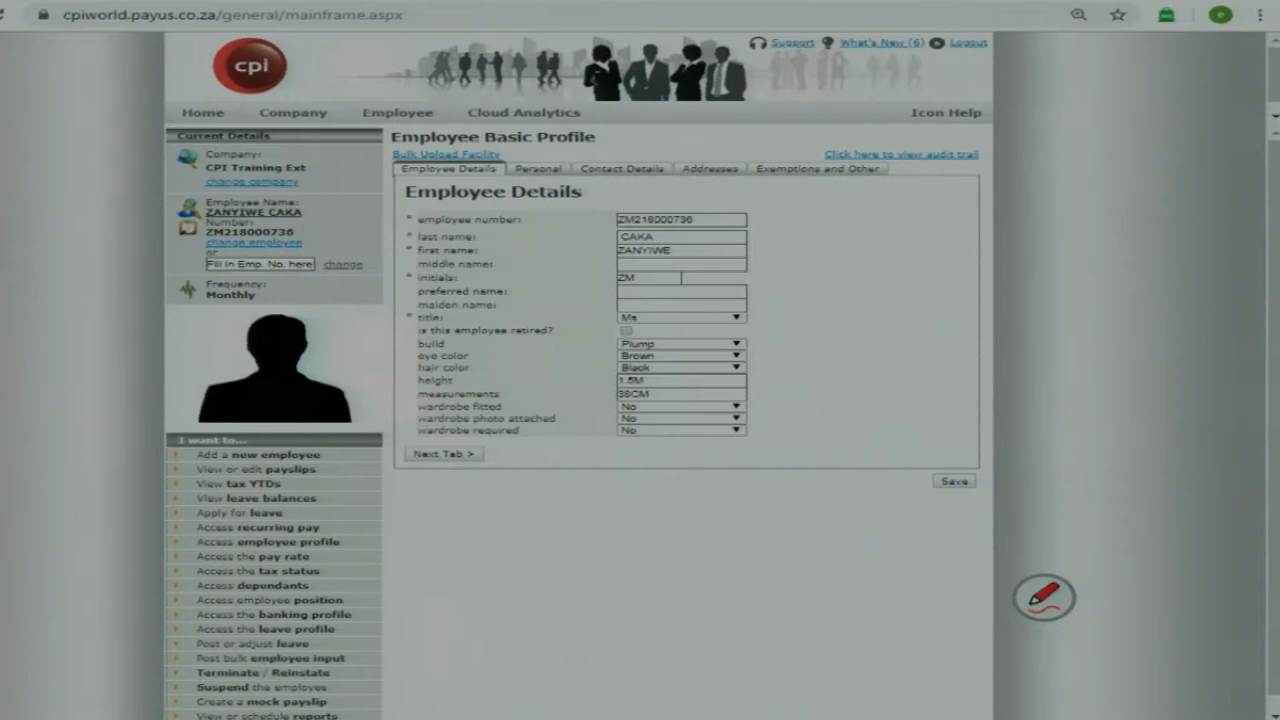 cpiworld.payus.co.za/general/mainframe.aspx
e
cpi
Support What's New (6) Logout
Home Company Employee Cloud Analytics Icon Help
Current Details
Company:
CPI Training Ext
change company
Employee Name:
ZANYIWE CAKA
Number:
ZM218000736
change employee
or
Fill in Emp. No. here change
Frequency:
Monthly
I want to...
Add a new employee
View or edit payslips
View tax YTDs
View leave balances
Apply for leave
Access recurring pay
Access employee profile
Access the pay rate
Access the tax status
Access dependants
Access employee position
Access the banking profile
Access the leave profile
Post or adjust leave
Post bulk employee input
Terminate / Reinstate
Suspend the employee
Create a mock payslip
View or schedule reports
Employee Basic Profile
Bulk Upload Facility Click here to view audit trail
Employee Details Personal Contact Details Addresses Exemptions and Other
Employee Details
* employee number: ZM218000736
* last name: CAKA
* first name: ZANYIWE
middle name:
* initials: ZM
preferred name:
maiden name:
* title: Ms
is this employee retired?
build Plump
eye color Brown
hair color Black
height 1.5M
measurements 38CM
wardrobe fitted No
wardrobe photo attached No
wardrobe required No
Next Tab >
Save